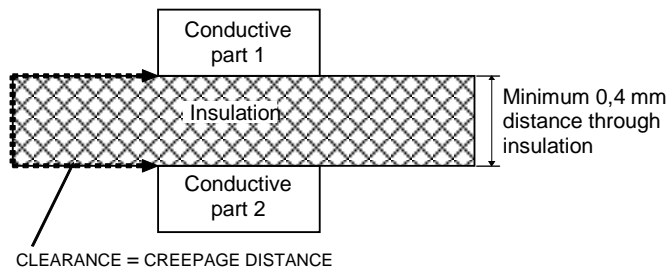 Conductive
part 1
Insulation
Minimum 0,4 mm
distance through
insulation
Conductive
part 2
CLEARANCE = CREEPAGE DISTANCE